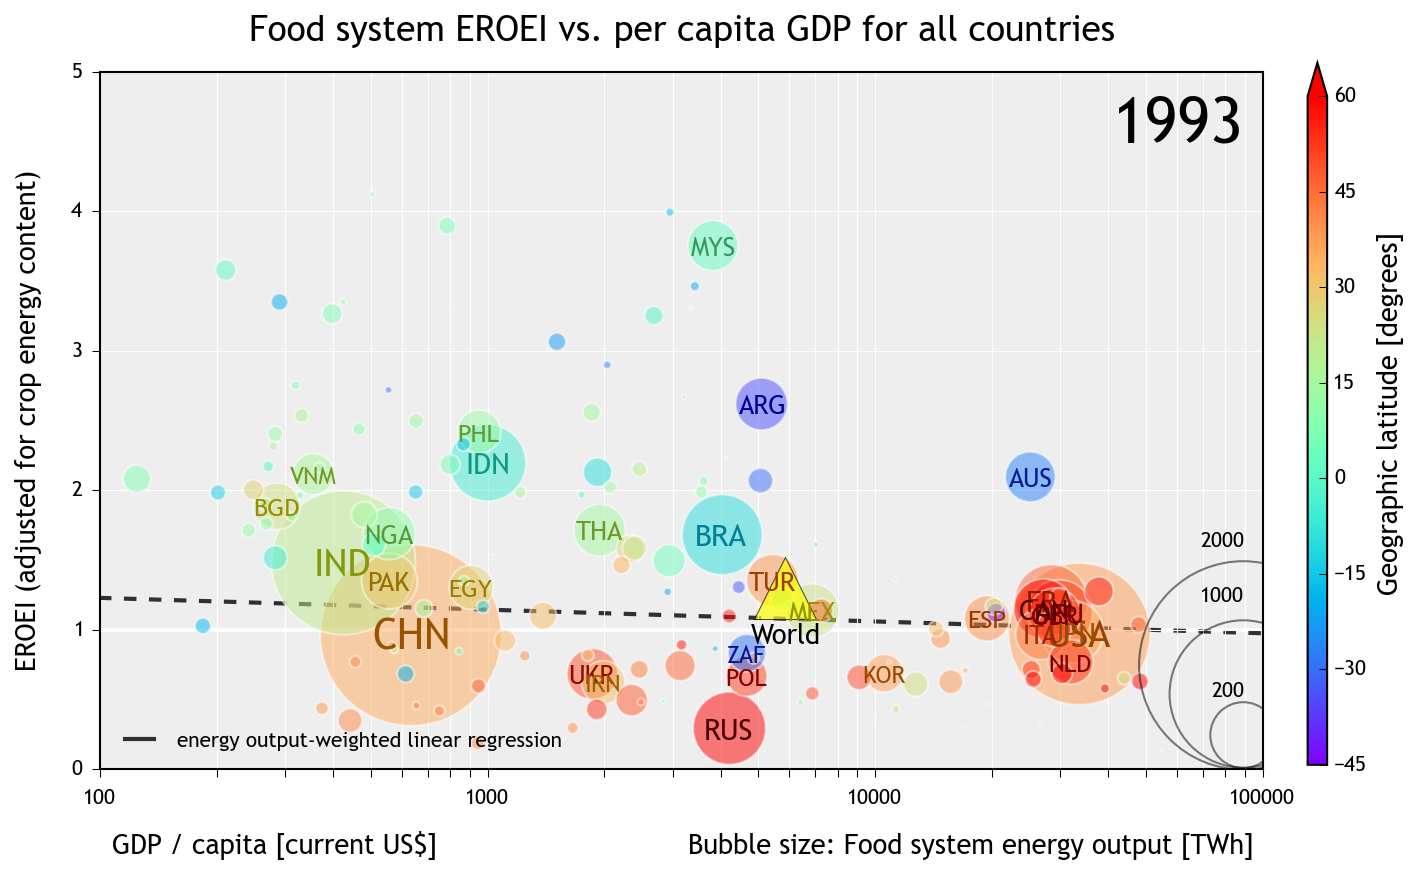 Food system EROEI vs. per capita GDP for all countries
1993
EROEI (adjusted for crop energy content)
5
4
3
2
1
0
MYS
ARG
PHL
IDN
VNM
BGD
AUS
NGA
THA
BRA
IND
PAK
EGY
TUR
MEX
CHN
World
ESP
FRA
ITA
USA
ZAF
UKR
IRN
POL
KOR
NLD
RUS
2000
1000
200
energy output-weighted linear regression
100
1000
10000
100000
GDP / capita [current US$]
Bubble size: Food system energy output [TWh]
60
45
30
15
0
−15
−30
−45
Geographic latitude [degrees]